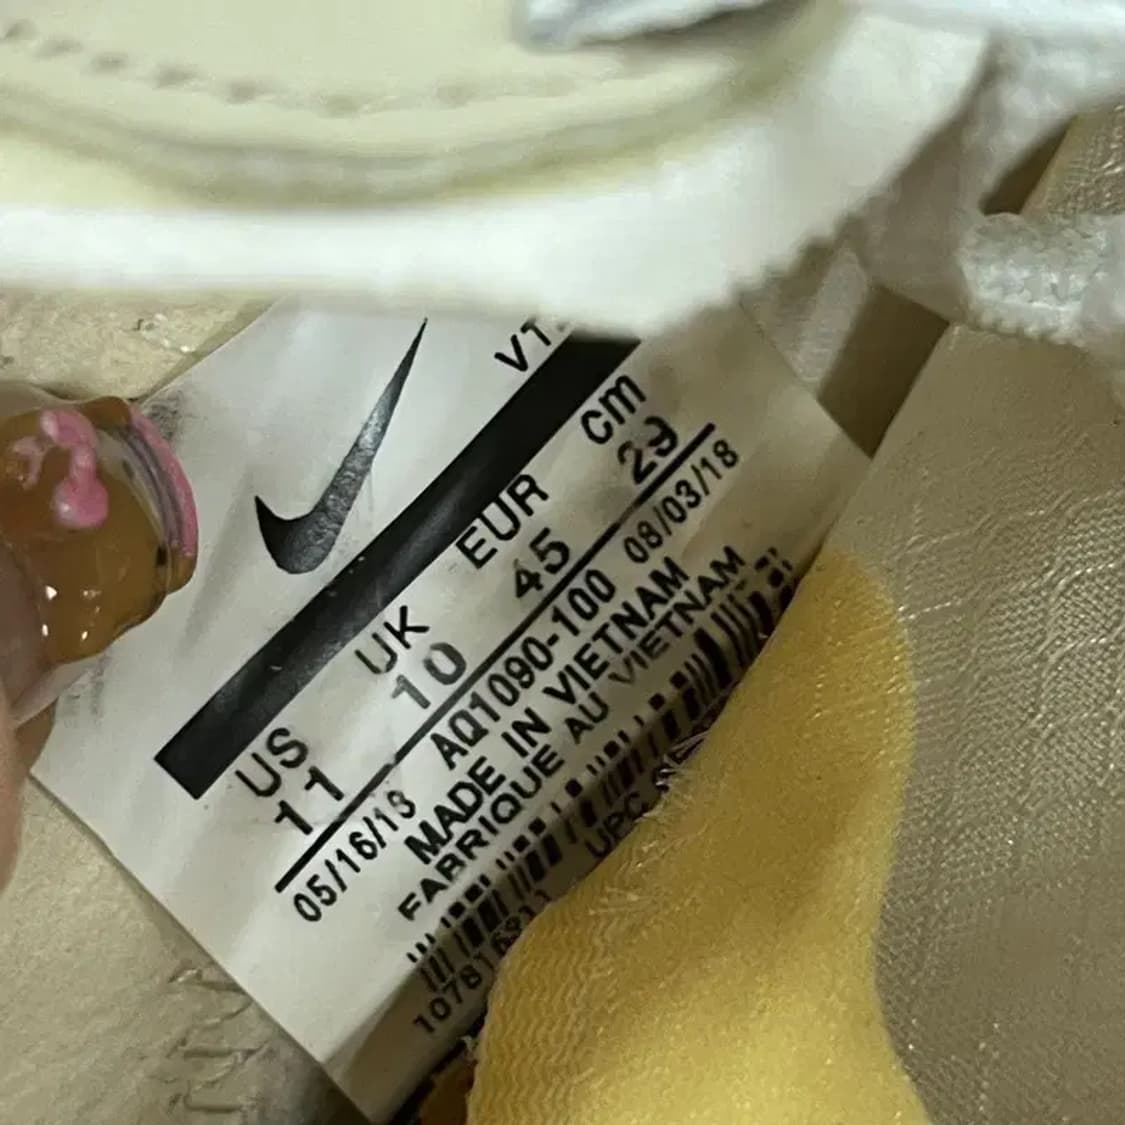 VT
US UK EUR cm
11 10 45 29
05/16/18 AQ1090-100 08/03/18
MADE IN VIETNAM
FABRIQUE AU VIETNAM
UPC